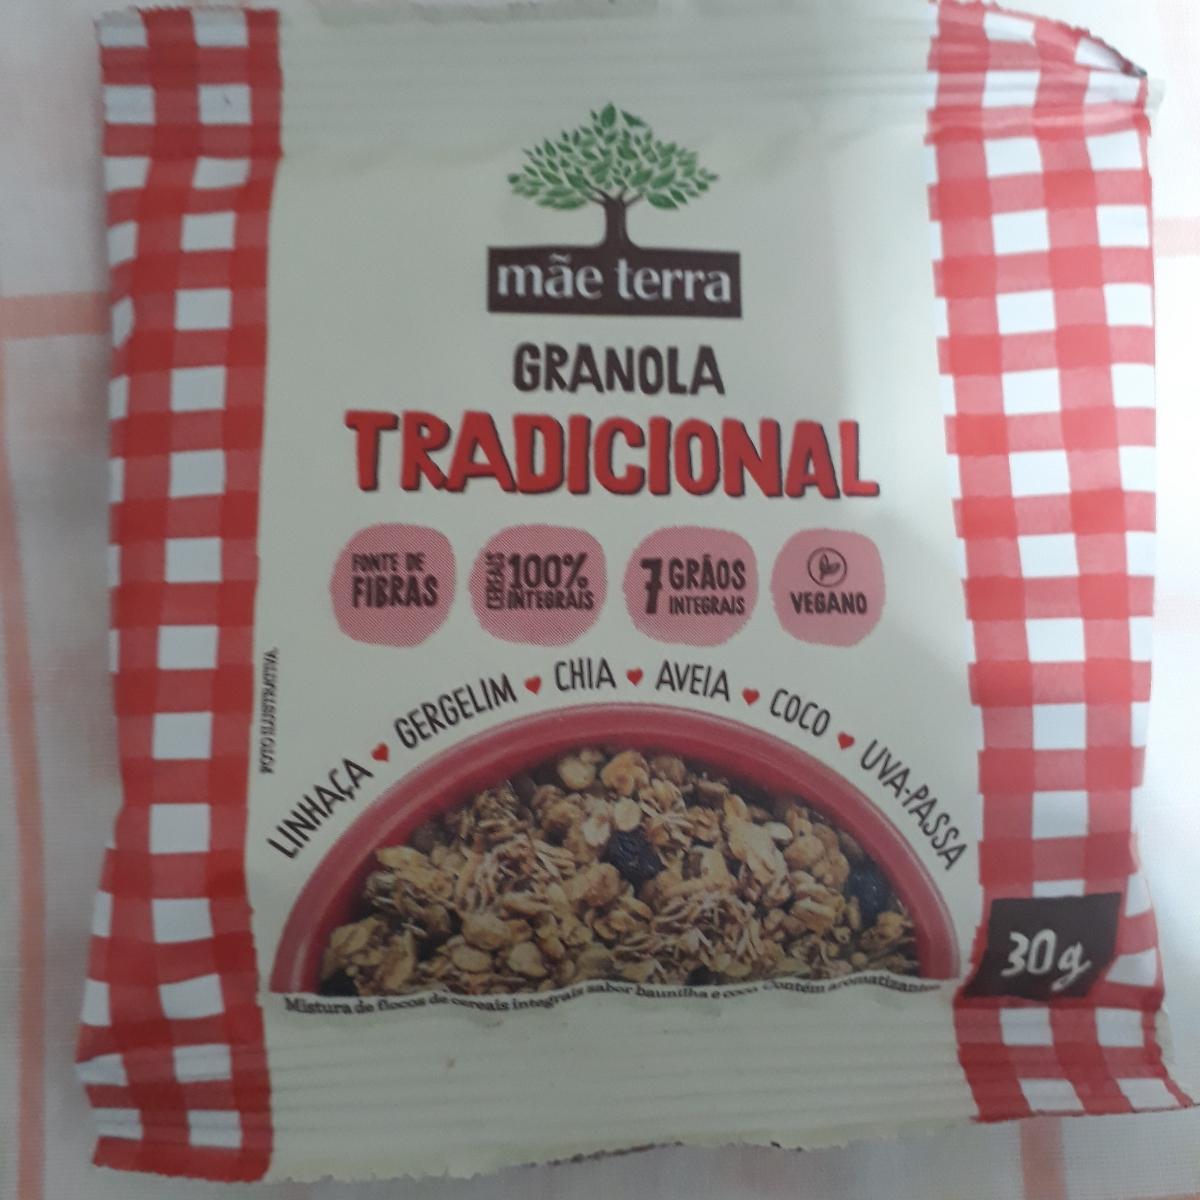 mãe terra
GRANOLA
TRADICIONAL
FONTE DE
FIBRAS
CEREAIS
100%
INTEGRAIS
7 GRÃOS
INTEGRAIS
VEGANO
LINHAÇA ♥ GERGELIM ♥ CHIA ♥ AVEIA ♥ COCO ♥ UVA-PASSA
FOTO ILUSTRATIVA.
30g
Mistura de flocos de cereais integrais sabor baunilha e coco. Contém aromatizantes